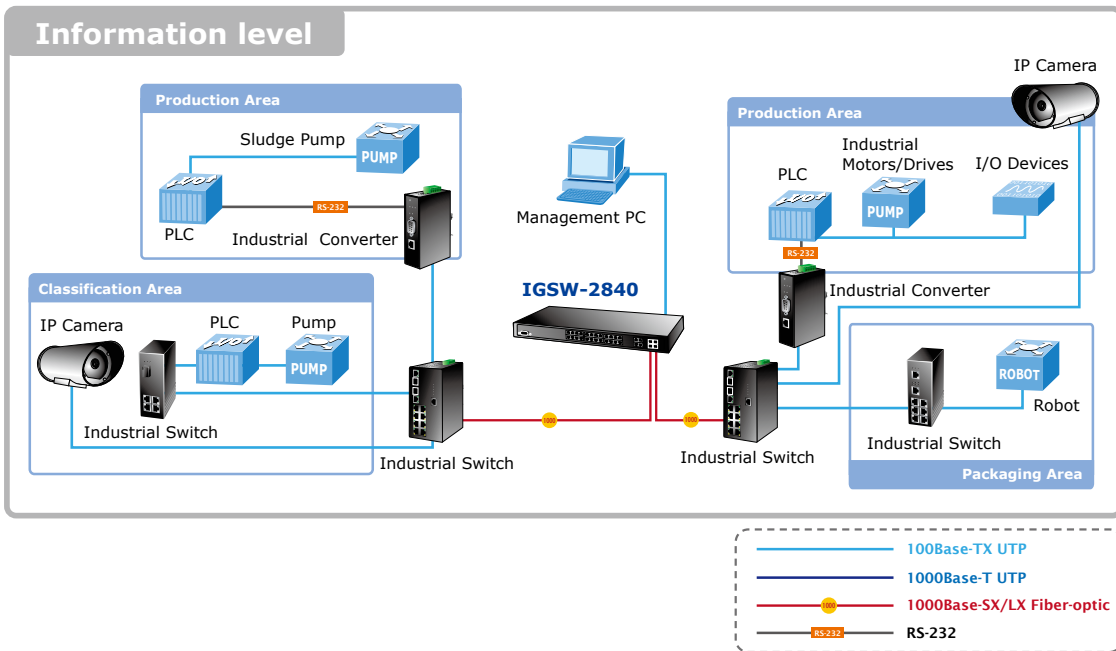 Information level
IP Camera
Production Area
Sludge Pump
PUMP
PLC
RS-232
Industrial Converter
Management PC
Production Area
Industrial
Motors/Drives
I/O Devices
PLC
PUMP
RS-232
Industrial Converter
Classification Area
IP Camera
PLC
Pump
PUMP
Industrial Switch
IGSW-2840
1000
1000
Industrial Switch
Industrial Switch
ROBOT
Robot
Industrial Switch
Packaging Area
100Base-TX UTP
1000Base-T UTP
1000
1000Base-SX/LX Fiber-optic
RS-232
RS-232